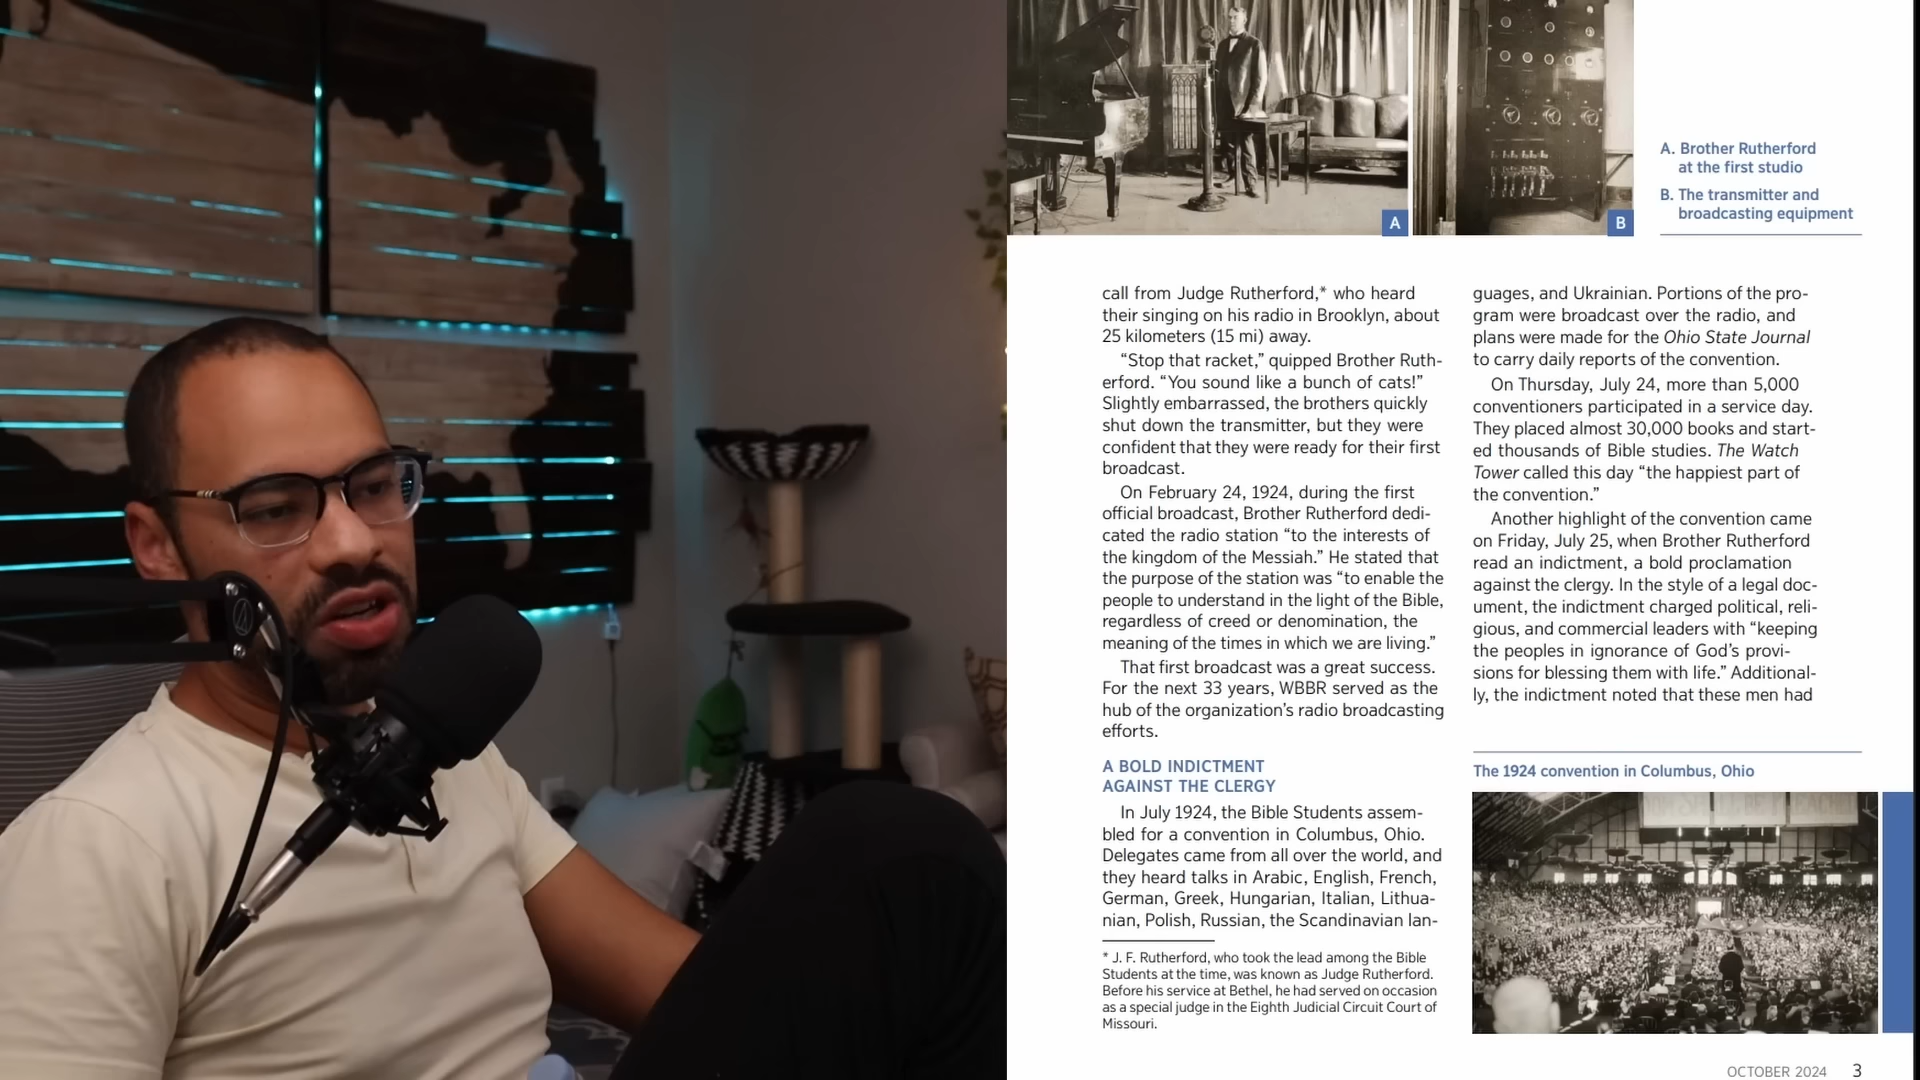 A
B
A. Brother Rutherford
at the first studio
B. The transmitter and
broadcasting equipment
call from Judge Rutherford,* who heard
their singing on his radio in Brooklyn, about
25 kilometers (15 mi) away.
“Stop that racket,” quipped Brother Ruth-
erford. “You sound like a bunch of cats!”
Slightly embarrassed, the brothers quickly
shut down the transmitter, but they were
confident that they were ready for their first
broadcast.
On February 24, 1924, during the first
official broadcast, Brother Rutherford dedi-
cated the radio station “to the interests of
the kingdom of the Messiah.” He stated that
the purpose of the station was “to enable the
people to understand in the light of the Bible,
regardless of creed or denomination, the
meaning of the times in which we are living.”
That first broadcast was a great success.
For the next 33 years, WBBR served as the
hub of the organization’s radio broadcasting
efforts.
A BOLD INDICTMENT
AGAINST THE CLERGY
In July 1924, the Bible Students assem-
bled for a convention in Columbus, Ohio.
Delegates came from all over the world, and
they heard talks in Arabic, English, French,
German, Greek, Hungarian, Italian, Lithua-
nian, Polish, Russian, the Scandinavian lan-
* J. F. Rutherford, who took the lead among the Bible
Students at the time, was known as Judge Rutherford.
Before his service at Bethel, he had served on occasion
as a special judge in the Eighth Judicial Circuit Court of
Missouri.
guages, and Ukrainian. Portions of the pro-
gram were broadcast over the radio, and
plans were made for the Ohio State Journal
to carry daily reports of the convention.
On Thursday, July 24, more than 5,000
conventioners participated in a service day.
They placed almost 30,000 books and start-
ed thousands of Bible studies. The Watch
Tower called this day “the happiest part of
the convention.”
Another highlight of the convention came
on Friday, July 25, when Brother Rutherford
read an indictment, a bold proclamation
against the clergy. In the style of a legal doc-
ument, the indictment charged political, reli-
gious, and commercial leaders with “keeping
the peoples in ignorance of God’s provi-
sions for blessing them with life.” Additional-
ly, the indictment noted that these men had
The 1924 convention in Columbus, Ohio
OCTOBER 2024 3